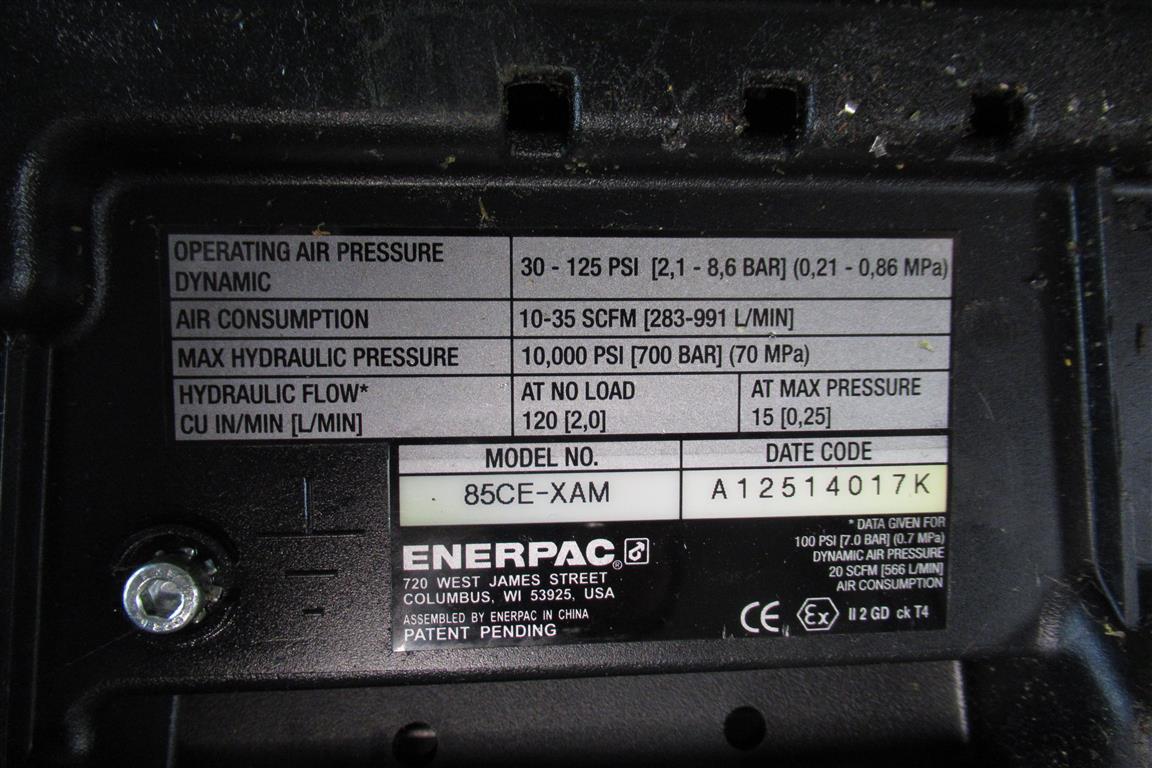 OPERATING AIR PRESSURE
DYNAMIC
30 - 125 PSI [2,1 - 8,6 BAR] (0,21 - 0,86 MPa)
AIR CONSUMPTION
10-35 SCFM [283-991 L/MIN]
MAX HYDRAULIC PRESSURE
10,000 PSI [700 BAR] (70 MPa)
HYDRAULIC FLOW*
CU IN/MIN [L/MIN]
AT NO LOAD
120 [2,0]
AT MAX PRESSURE
15 [0,25]
MODEL NO.
85CE-XAM
DATE CODE
A12514017K
ENERPAC®
720 WEST JAMES STREET
COLUMBUS, WI 53925, USA
ASSEMBLED BY ENERPAC IN CHINA
PATENT PENDING
* DATA GIVEN FOR
100 PSI [7.0 BAR] (0.7 MPa)
DYNAMIC AIR PRESSURE
20 SCFM [566 L/MIN]
AIR CONSUMPTION
CE Ex II 2 GD ck T4